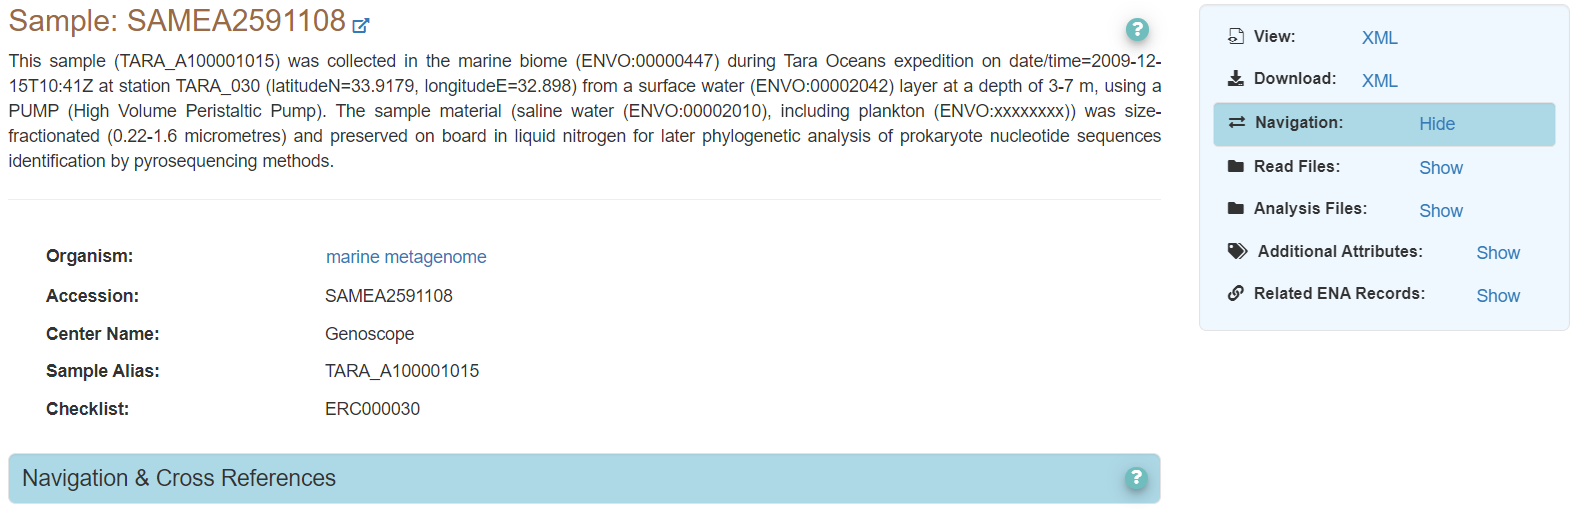 Sample: SAMEA2591108
This sample (TARA_A100001015) was collected in the marine biome (ENVO:00000447) during Tara Oceans expedition on date/time=2009-12-
15T10:41Z at station TARA_030 (latitudeN=33.9179, longitudeE=32.898) from a surface water (ENVO:00002042) layer at a depth of 3-7 m, using a
PUMP (High Volume Peristaltic Pump). The sample material (saline water (ENVO:00002010), including plankton (ENVO:xxxxxxxx)) was size-
fractionated (0.22-1.6 micrometres) and preserved on board in liquid nitrogen for later phylogenetic analysis of prokaryote nucleotide sequences
identification by pyrosequencing methods.
Organism: marine metagenome
Accession: SAMEA2591108
Center Name: Genoscope
Sample Alias: TARA_A100001015
Checklist: ERC000030
Navigation & Cross References
View: XML
Download: XML
Navigation: Hide
Read Files: Show
Analysis Files: Show
Additional Attributes: Show
Related ENA Records: Show